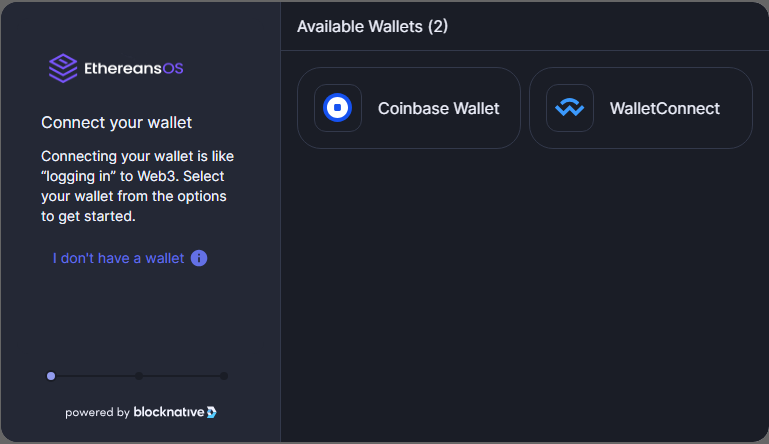 EthereansOS
Connect your wallet
Connecting your wallet is like
“logging in” to Web3. Select
your wallet from the options
to get started.
I don't have a wallet
powered by blocknative
Available Wallets (2)
Coinbase Wallet
WalletConnect